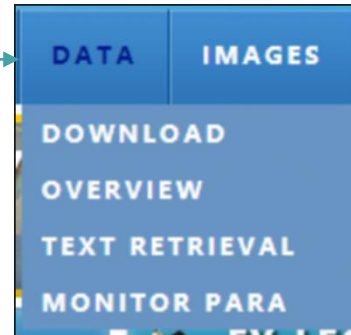 DATA IMAGES
DOWNLOAD
OVERVIEW
TEXT RETRIEVAL
MONITOR PARA